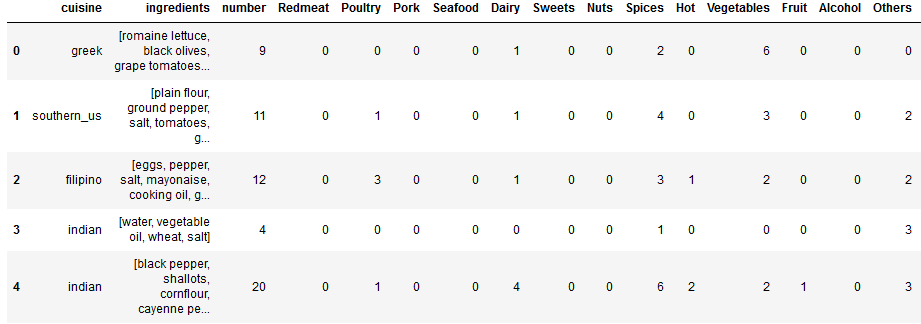 cuisine ingredients number Redmeat Poultry Pork Seafood Dairy Sweets Nuts Spices Hot Vegetables Fruit Alcohol Others
[romaine lettuce,
0 greek black olives, 9 0 0 0 0 1 0 0 2 0 6 0 0 0
grape tomatoes...
[plain flour,
ground pepper,
1 southern_us salt, tomatoes, 11 0 1 0 0 1 0 0 4 0 3 0 0 2
g...
[eggs, pepper,
2 filipino salt, mayonaise, 12 0 3 0 0 1 0 0 3 1 2 0 0 2
cooking oil, g...
[water, vegetable
3 indian oil, wheat, salt] 4 0 0 0 0 0 0 0 1 0 0 0 0 3
[black pepper,
shallots,
4 indian cornflour, 20 0 1 0 0 4 0 0 6 2 2 1 0 3
cayenne pe...